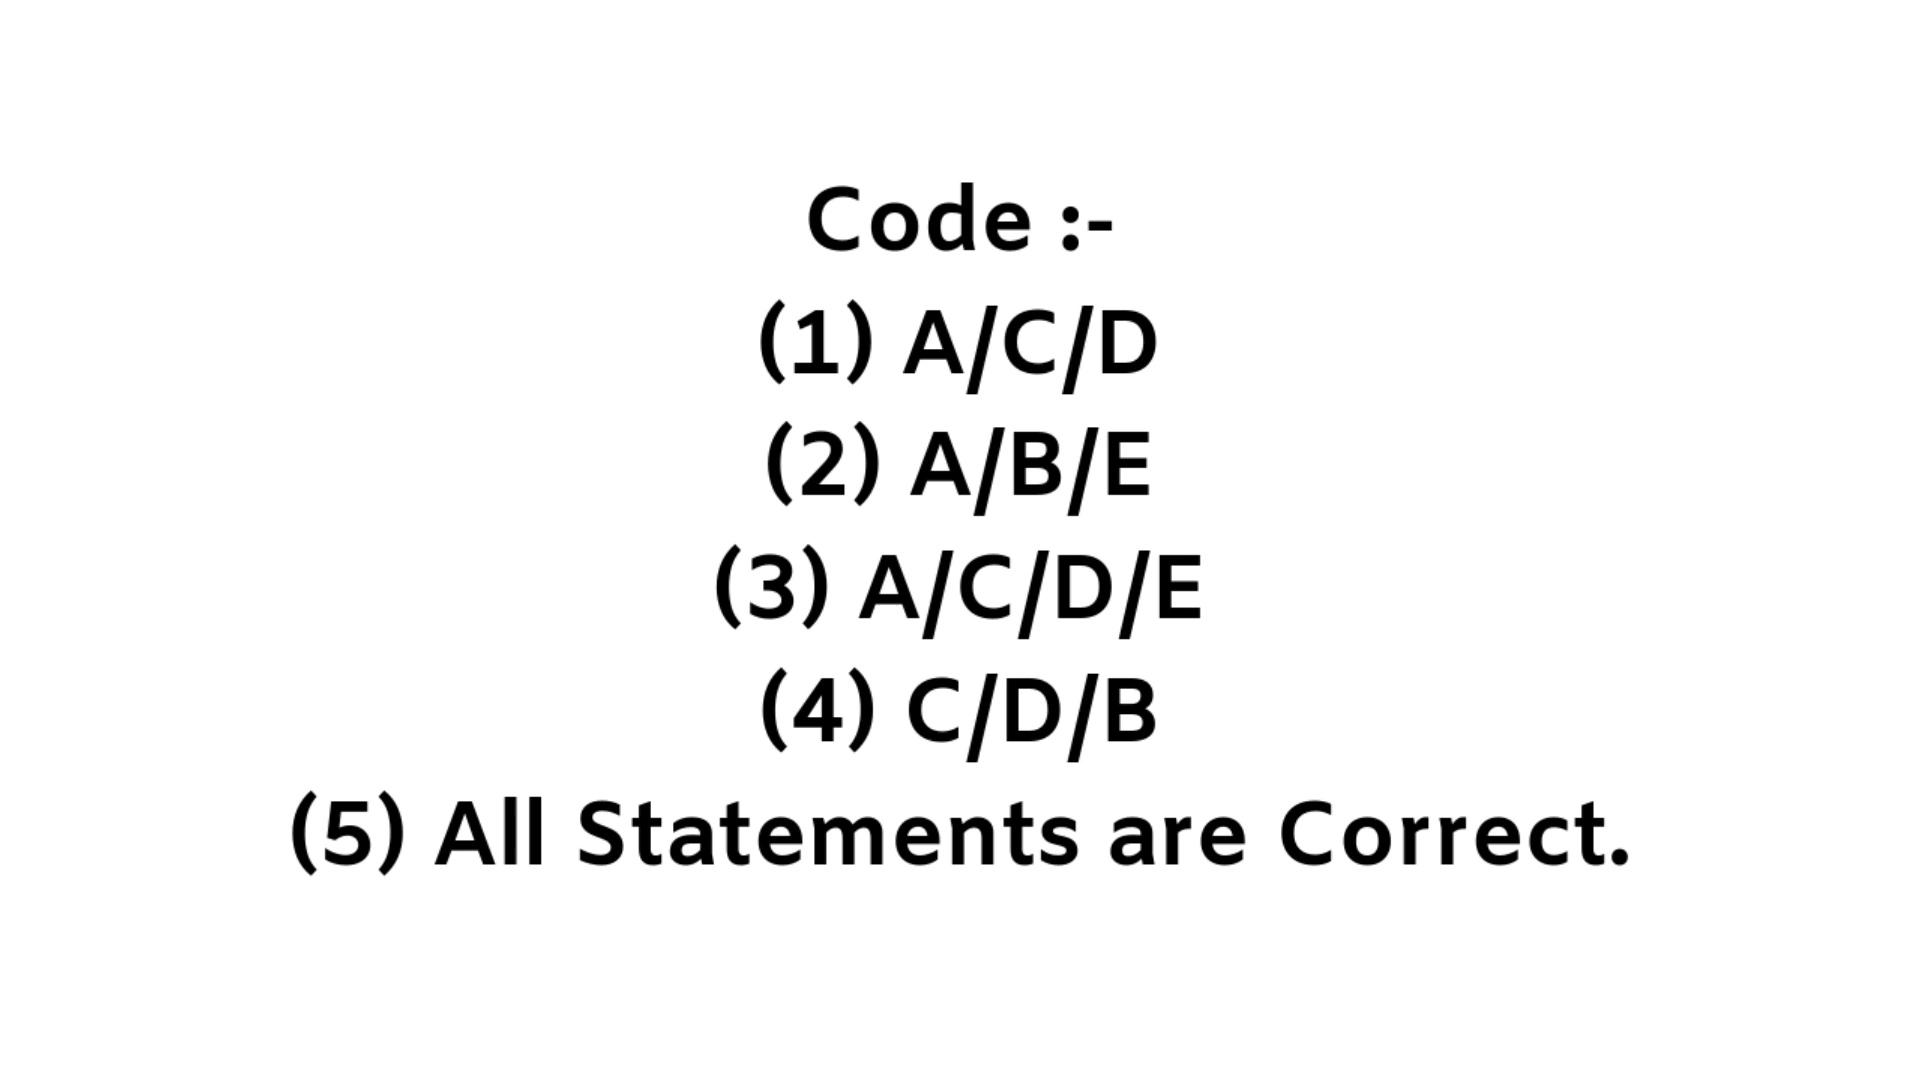 Code :-
(1) A/C/D
(2) A/B/E
(3) A/C/D/E
(4) C/D/B
(5) All Statements are Correct.